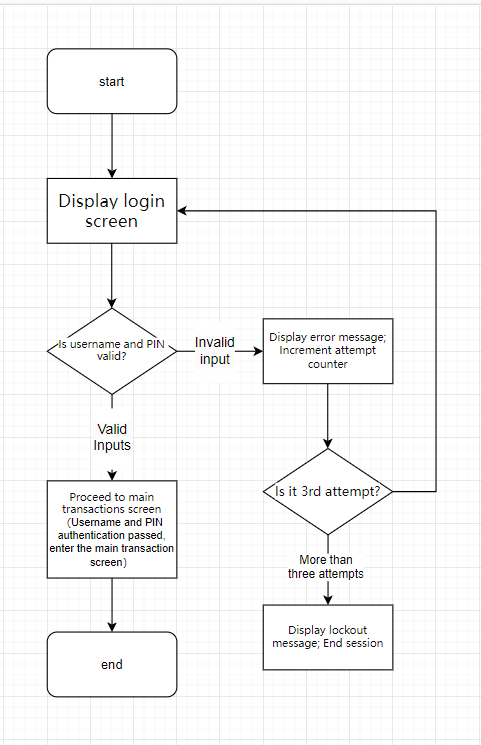 start
Display login
screen
Is username and PIN
valid?
Invalid
input
Display error message;
Increment attempt
counter
Valid
Inputs
Is it 3rd attempt?
Proceed to main
transactions screen
(Username and PIN
authentication passed,
enter the main transaction
screen)
More than
three attempts
Display lockout
message; End session
end